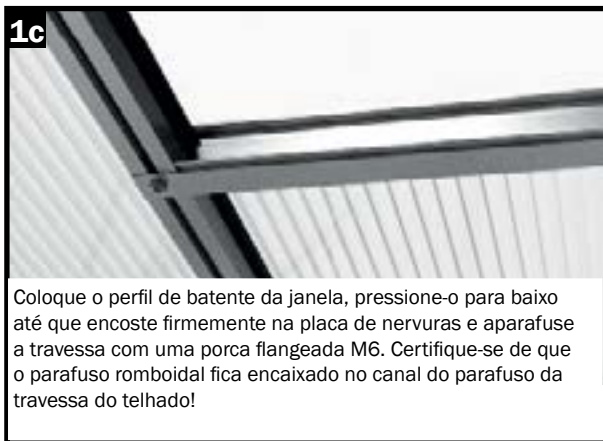 1c
Coloque o perfil de batente da janela, pressione-o para baixo
até que encoste firmemente na placa de nervuras e aparafuse
a travessa com uma porca flangeada M6. Certifique-se de que
o parafuso romboidal fica encaixado no canal do parafuso da
travessa do telhado!